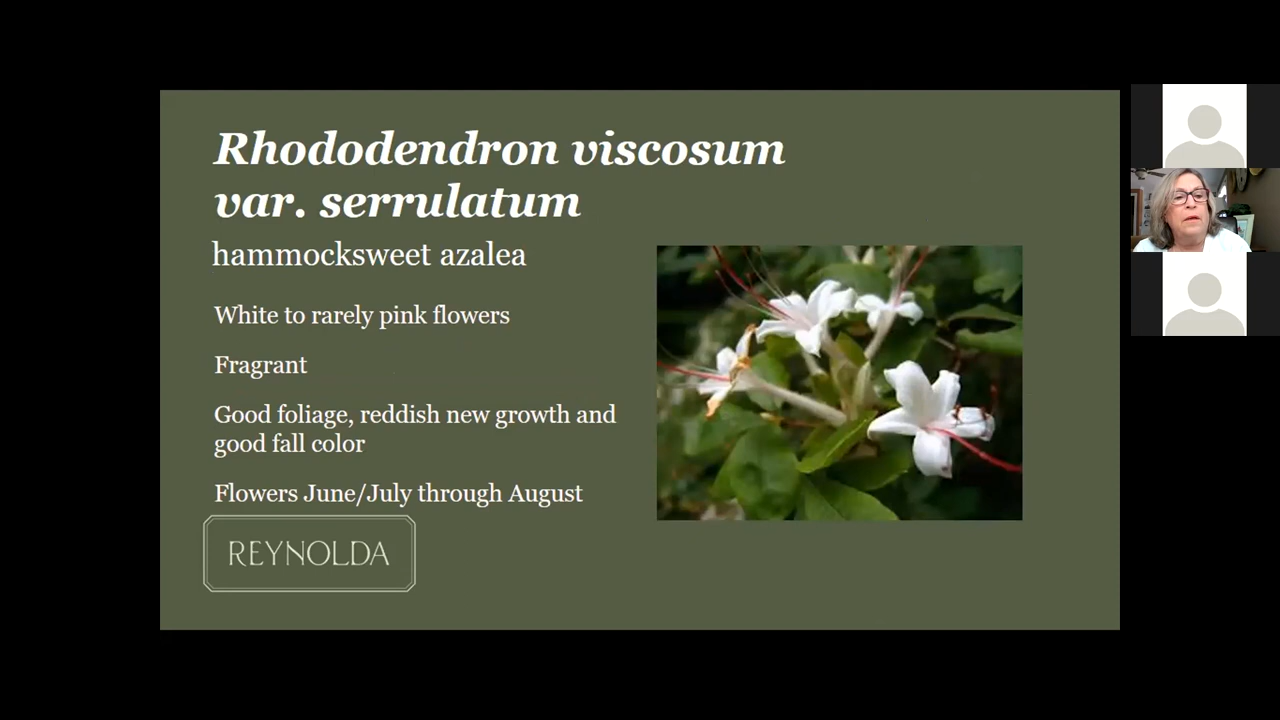 Rhododendron viscosum
var. serrulatum
hammocksweet azalea
White to rarely pink flowers
Fragrant
Good foliage, reddish new growth and
good fall color
Flowers June/July through August
REYNOLDA